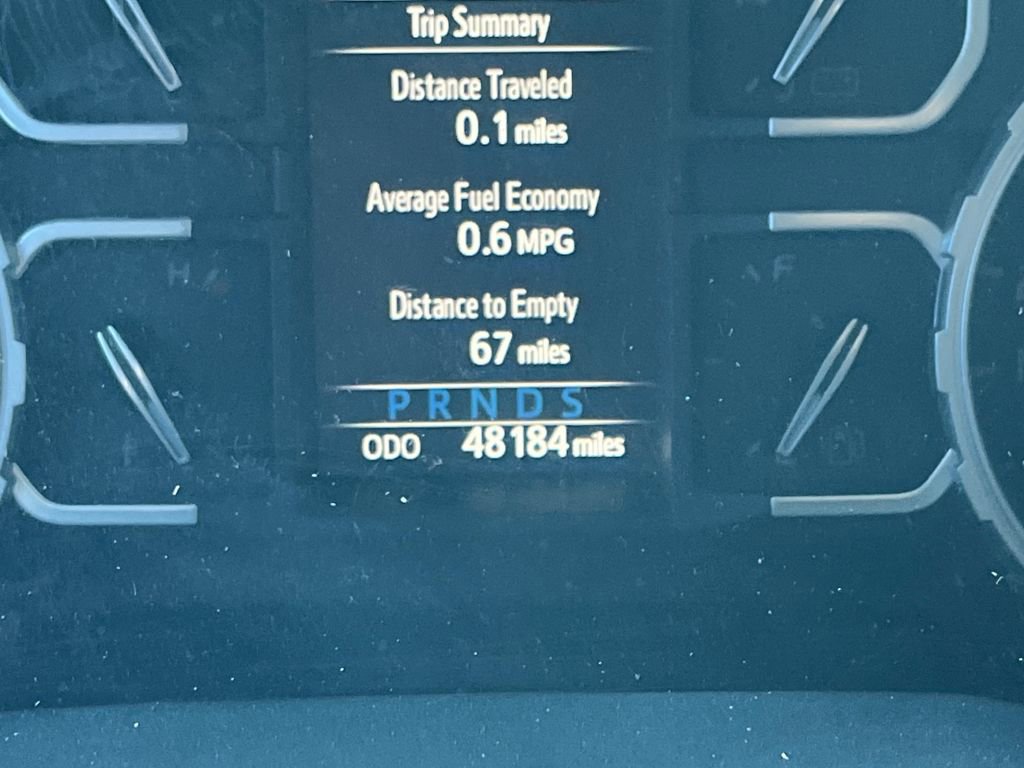 Trip Summary
Distance Traveled
0.1 miles
Average Fuel Economy
0.6 MPG
H
F
Distance to Empty
67 miles
P R N D S
ODO 48184 miles